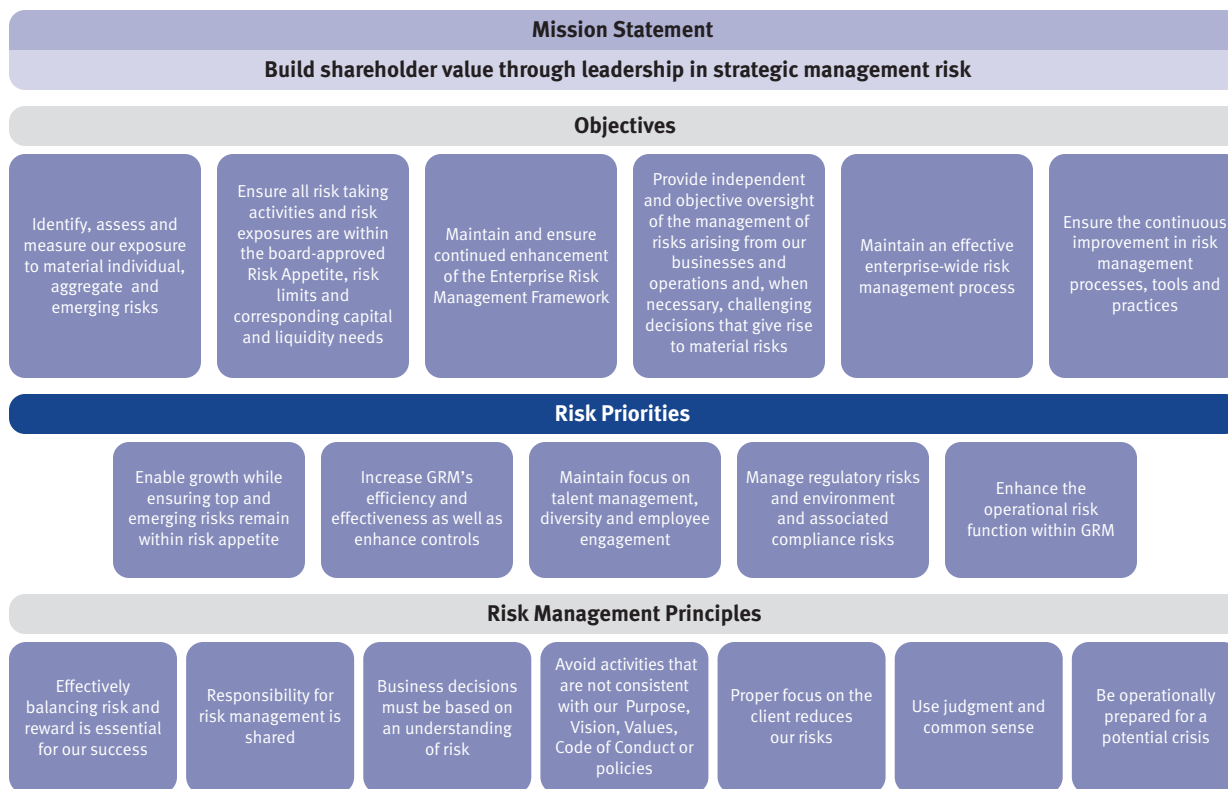 Mission Statement
Build shareholder value through leadership in strategic management risk
Objectives
Identify, assess and
measure our exposure
to material individual,
aggregate and
emerging risks
Ensure all risk taking
activities and risk
exposures are within
the board-approved
Risk Appetite, risk
limits and
corresponding capital
and liquidity needs
Maintain and ensure
continued enhancement
of the Enterprise Risk
Management Framework
Provide independent
and objective oversight
of the management of
risks arising from our
businesses and
operations and, when
necessary, challenging
decisions that give rise
to material risks
Maintain an effective
enterprise-wide risk
management process
Ensure the continuous
improvement in risk
management
processes, tools and
practices
Risk Priorities
Enable growth while
ensuring top and
emerging risks remain
within risk appetite
Increase GRM’s
efficiency and
effectiveness as well as
enhance controls
Maintain focus on
talent management,
diversity and employee
engagement
Manage regulatory risks
and environment
and associated
compliance risks
Enhance the
operational risk
function within GRM
Risk Management Principles
Effectively
balancing risk and
reward is essential
for our success
Responsibility for
risk management is
shared
Business decisions
must be based on
an understanding
of risk
Avoid activities that
are not consistent
with our Purpose,
Vision, Values,
Code of Conduct or
policies
Proper focus on the
client reduces
our risks
Use judgment and
common sense
Be operationally
prepared for a
potential crisis